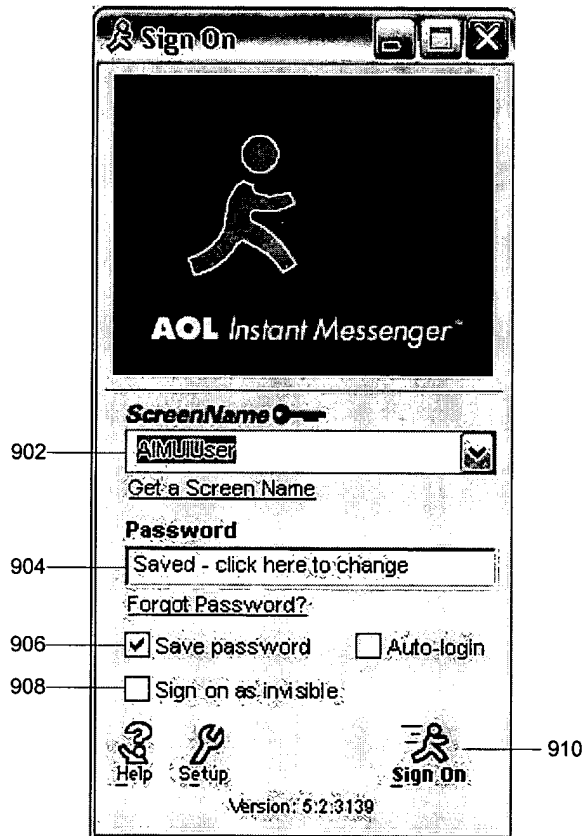 Sign On
AOL Instant Messenger™
ScreenName
902 AIMUIUser
Get a Screen Name
Password
904 Saved - click here to change
Forgot Password?
906 Save password Auto-login
908 Sign on as invisible
Help Setup Sign On 910
Version: 5.2.3139